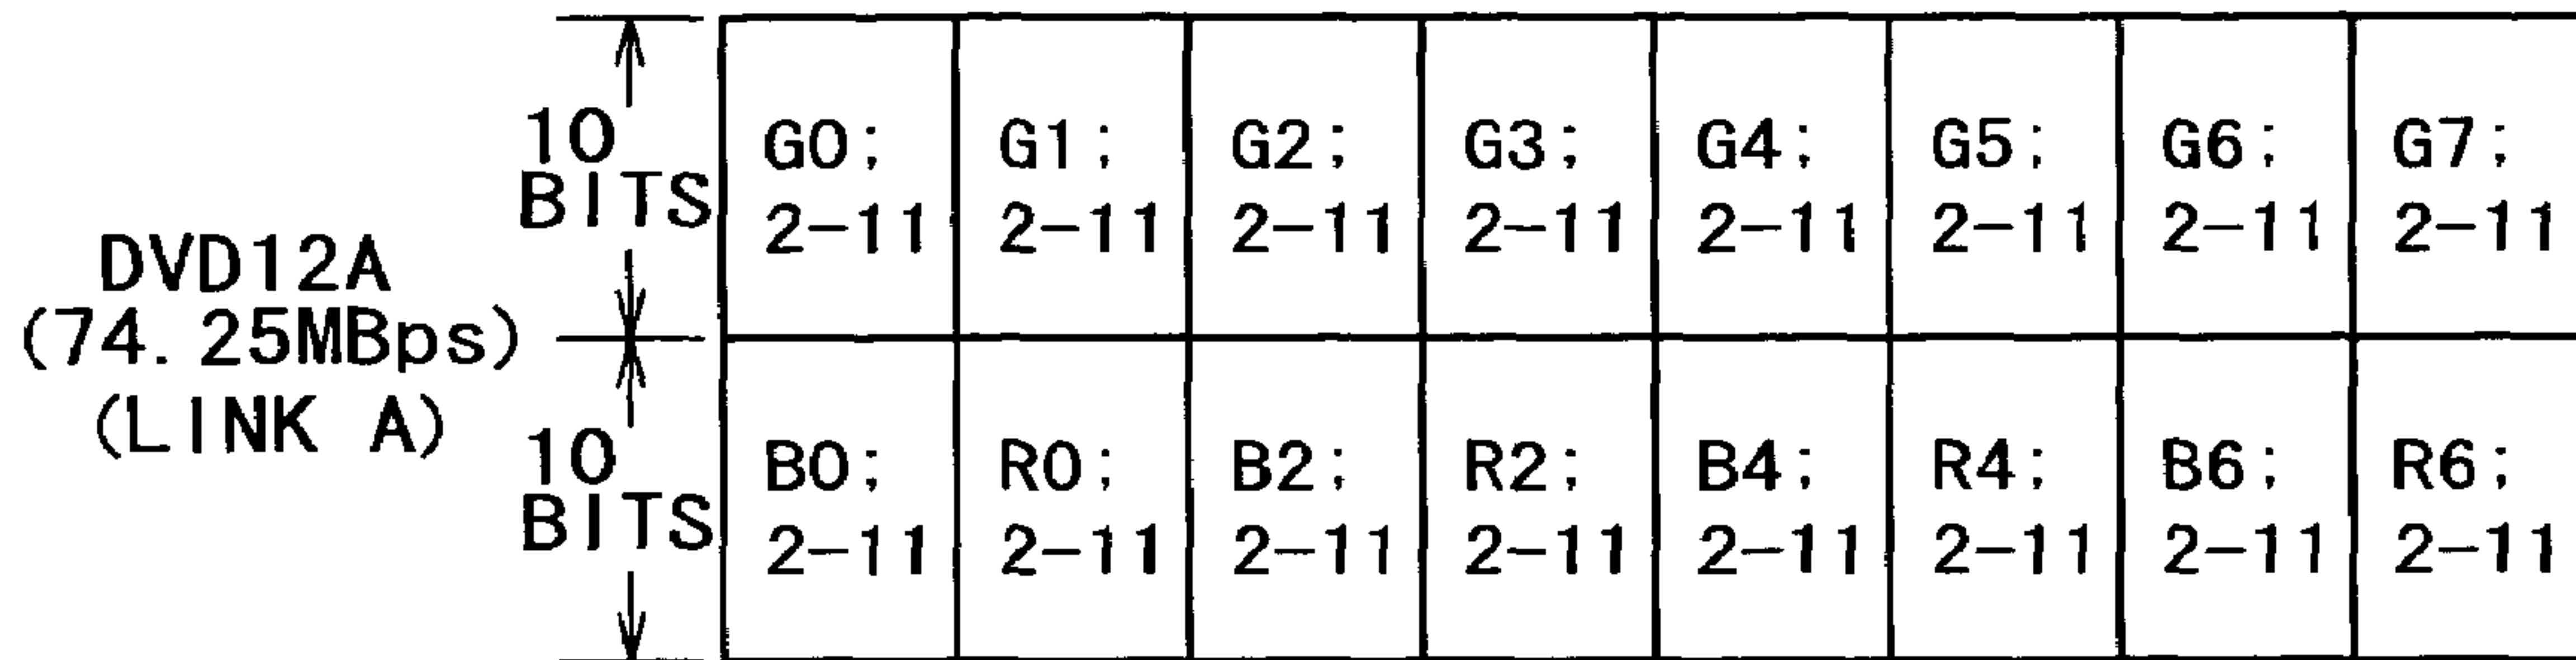 10
BITS
G0; G1; G2; G3; G4; G5; G6; G7;
2-11 2-11 2-11 2-11 2-11 2-11 2-11 2-11
DVD12A
(74.25MBps)
(LINK A)
10
BITS
B0; R0; B2; R2; B4; R4; B6; R6;
2-11 2-11 2-11 2-11 2-11 2-11 2-11 2-11